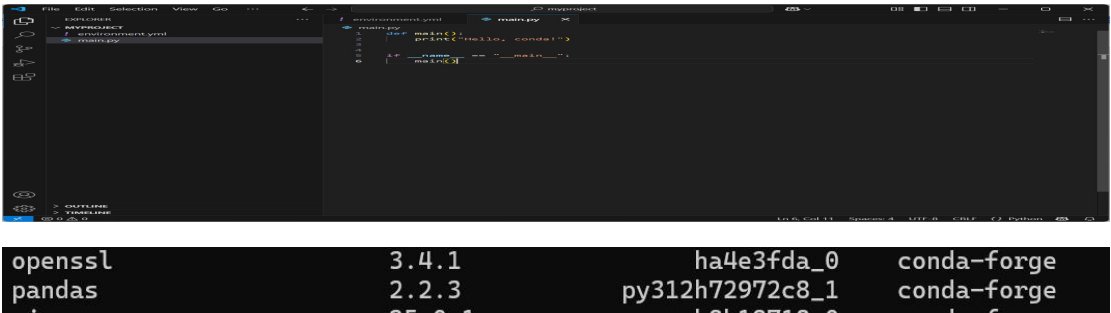 File Edit Selection View Go ··· myproject
EXPLORER ···
MYPROJECT
! environment.yml
main.py
! environment.yml main.py ×
main.py
1 def main():
2 print("Hello, conda!")
3
4
5 if __name__ == "__main__":
6 main()
> OUTLINE
> TIMELINE
0 0 Ln 6, Col 11 Spaces: 4 UTF-8 CRLF {} Python
openssl 3.4.1 ha4e3fda_0 conda-forge
pandas 2.2.3 py312h72972c8_1 conda-forge